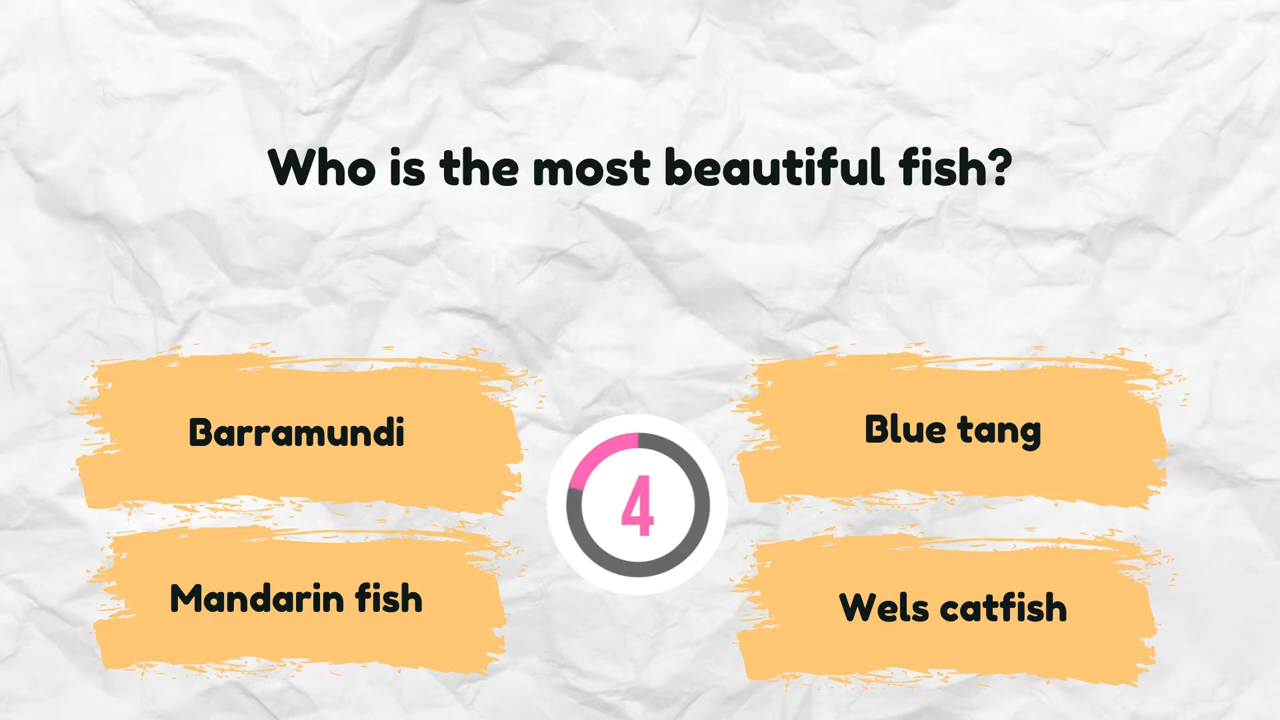 Who is the most beautiful fish?
Barramundi
Blue tang
4
Mandarin fish
Wels catfish